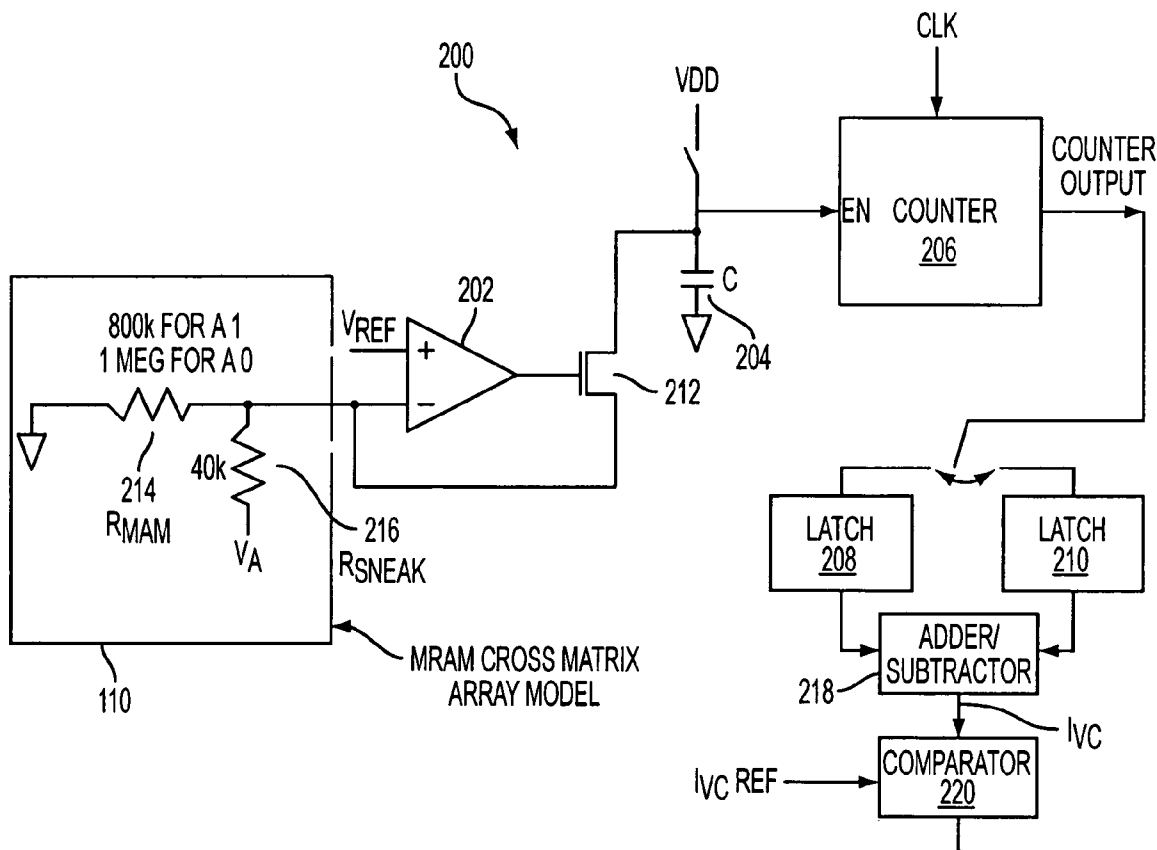 200
CLK
VDD
EN COUNTER
206
COUNTER
OUTPUT
C
204
202
VREF
+
-
212
800k FOR A 1
1 MEG FOR A 0
214
RMAM
40k
216
RSNEAK
VA
110
MRAM CROSS MATRIX
ARRAY MODEL
LATCH
208
LATCH
210
ADDER/
SUBTRACTOR
218
IVC
COMPARATOR
220
IVC REF